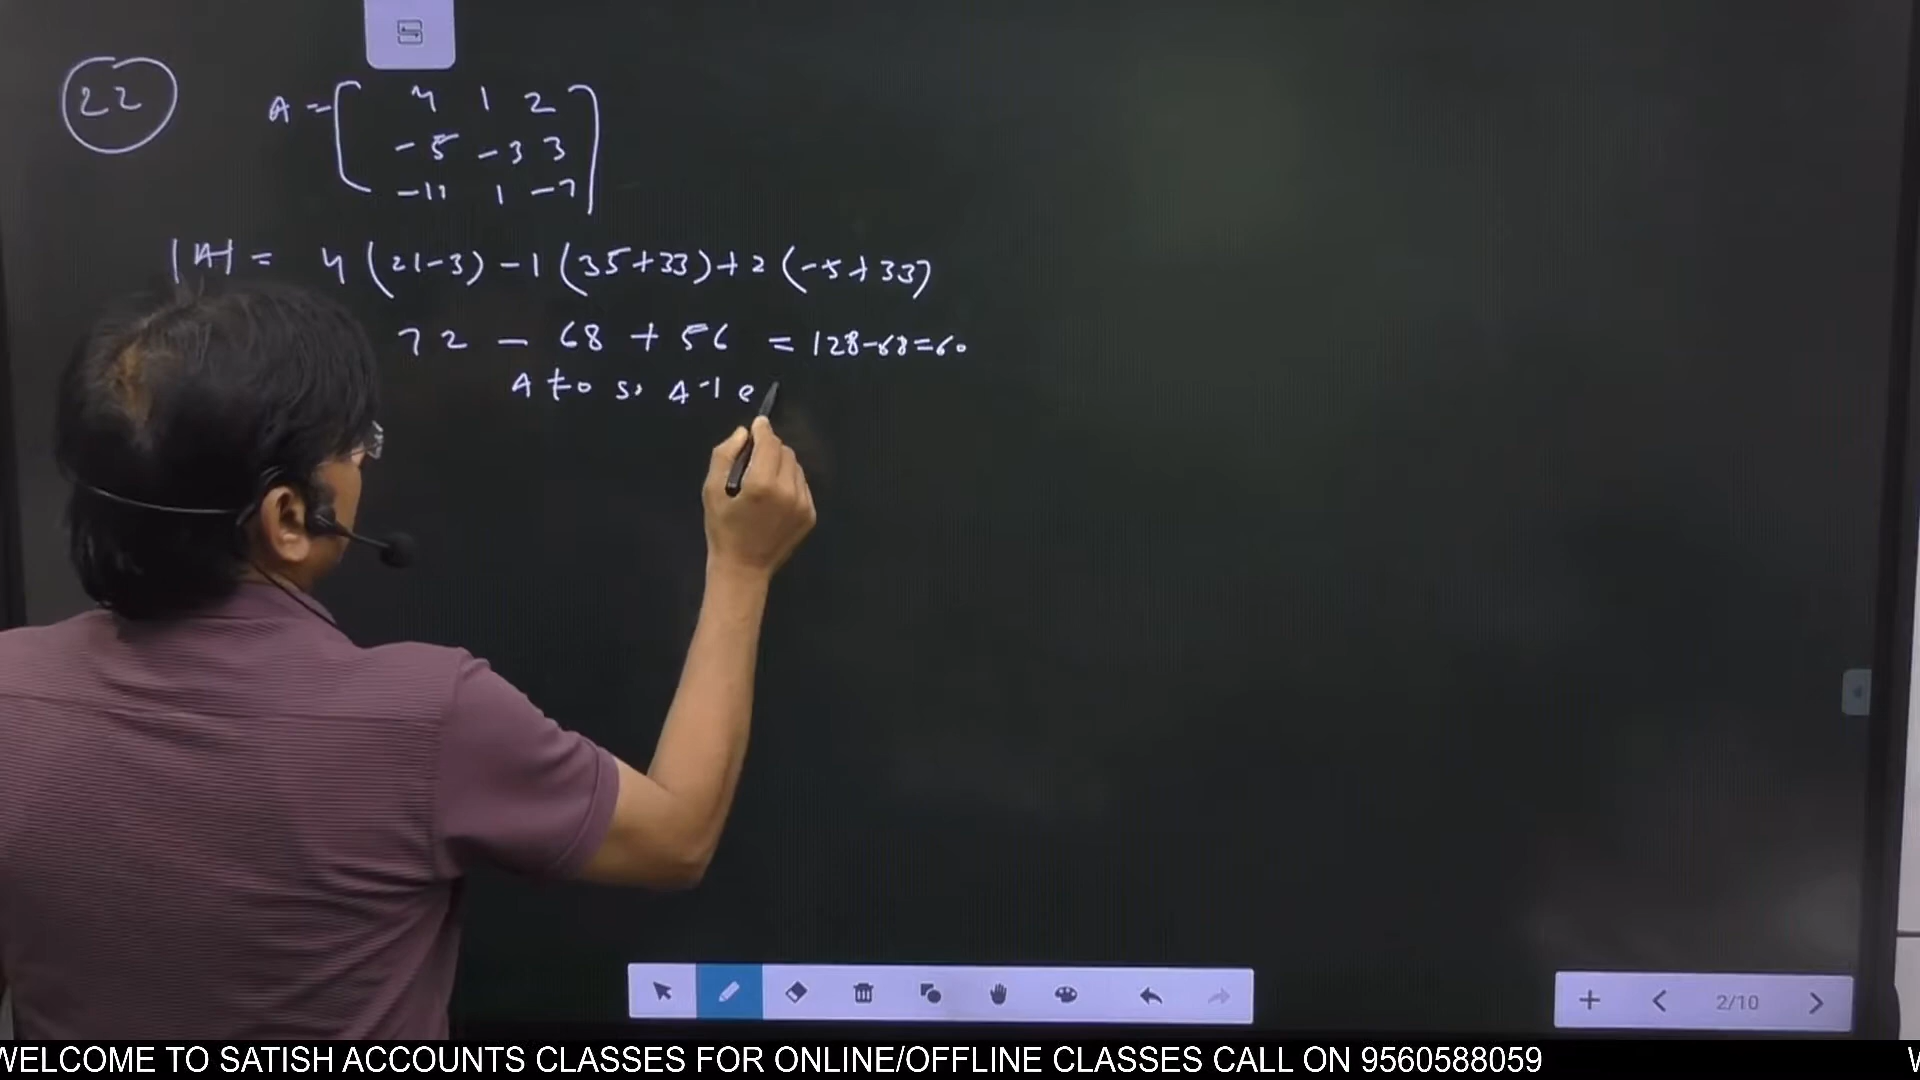 22
A = [ 4 1 2
-5 -3 3
-11 1 -7 ]
|A| = 4 (21-3) -1 (35+33) + 2 (-5+33)
72 - 68 + 56 = 128-68=60
A ≠0 so A-1 e
2/10
WELCOME TO SATISH ACCOUNTS CLASSES FOR ONLINE/OFFLINE CLASSES CALL ON 9560588059